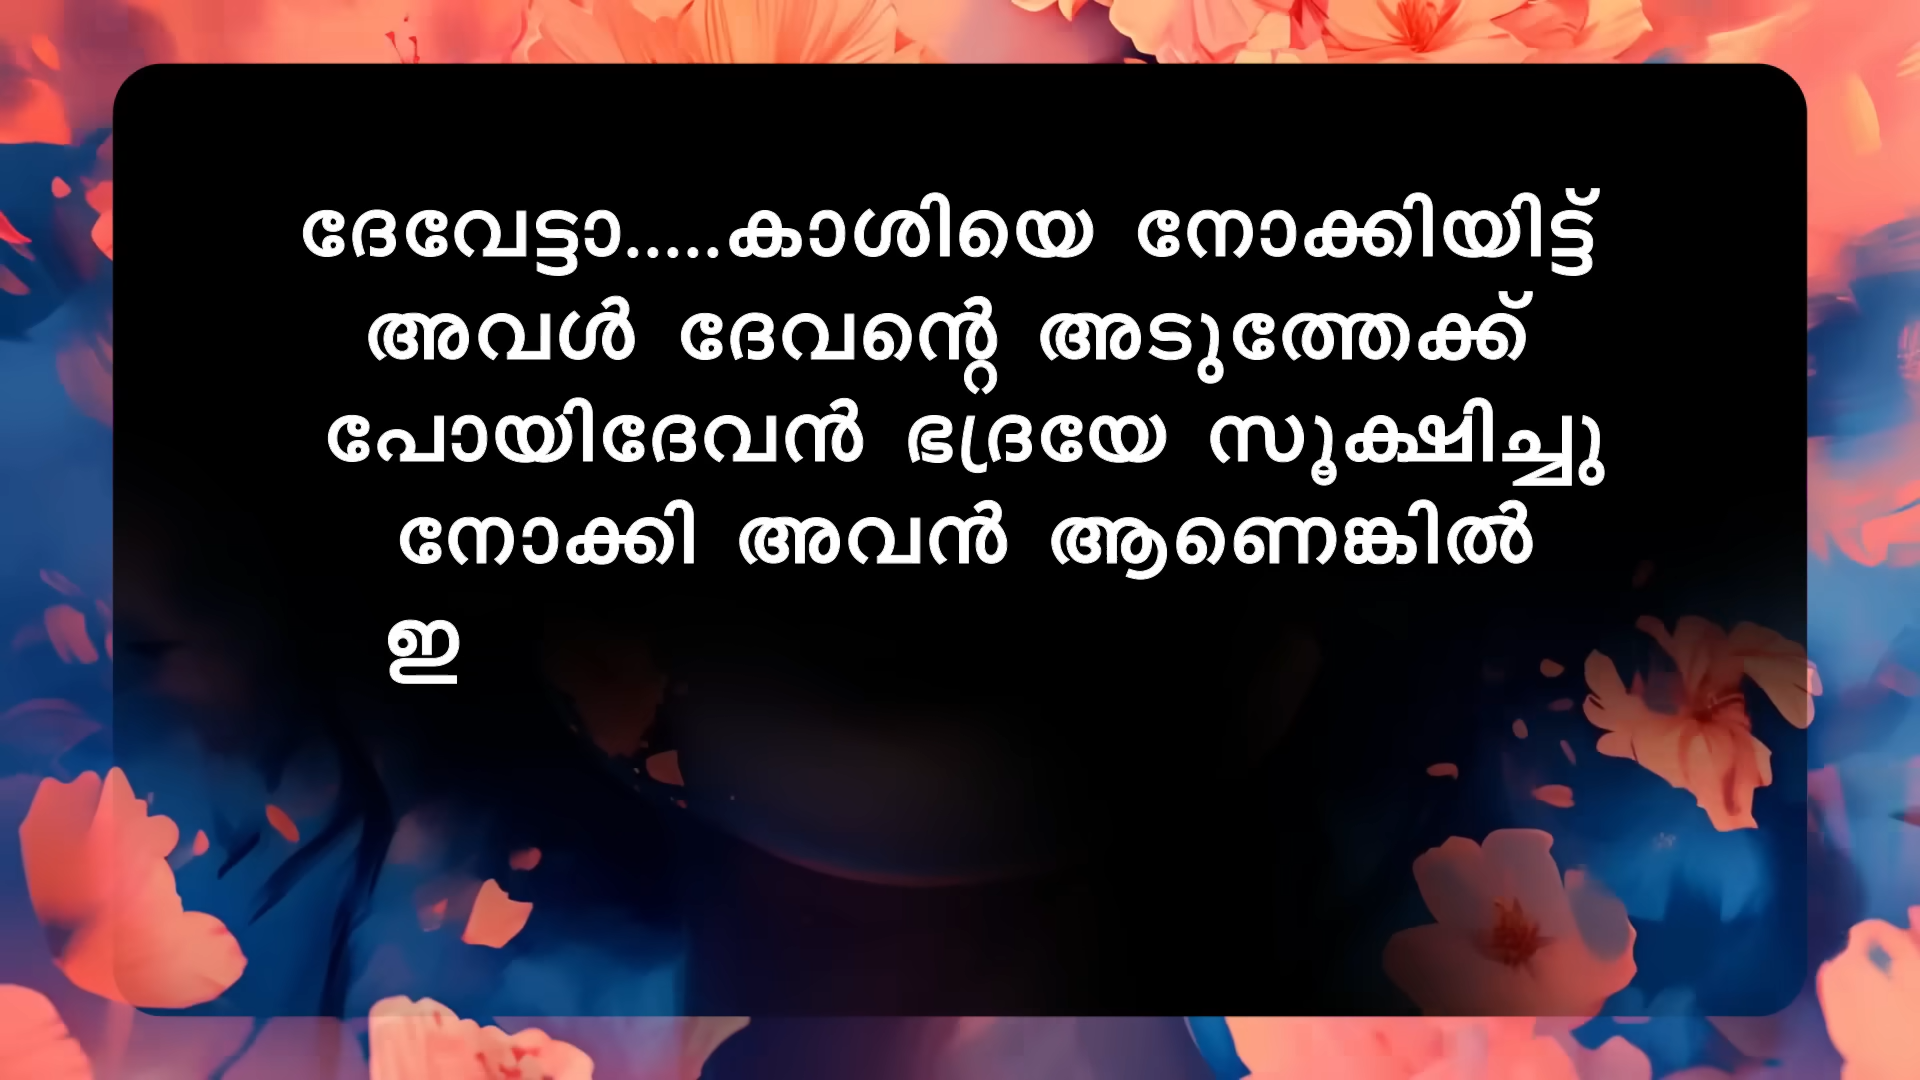 ദേവേട്ടാ.....കാശിയെ നോക്കിയിട്ട്
അവൾ ദേവന്റെ അടുത്തേക്ക്
പോയിദേവൻ ഭദ്രയേ സൂക്ഷിച്ചു
നോക്കി അവൻ ആണെങ്കിൽ
ഇ